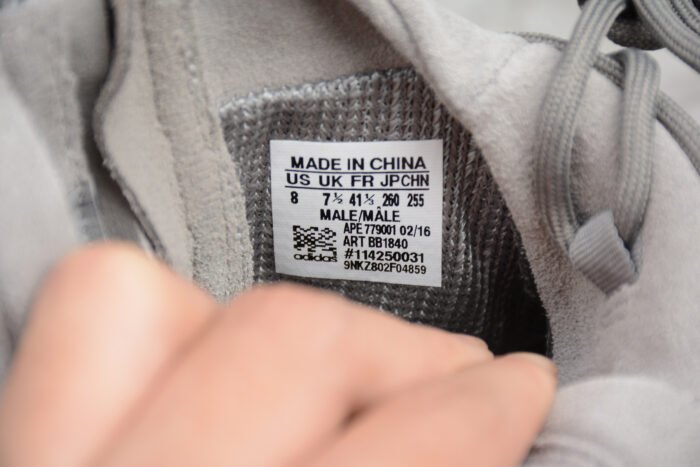 MADE IN CHINA
US UK FR JPCHN
8 7½ 41⅓ 260 255
MALE/MÂLE
APE 779001 02/16
ART BB1840
adidas #114250031
9NKZ802F04859